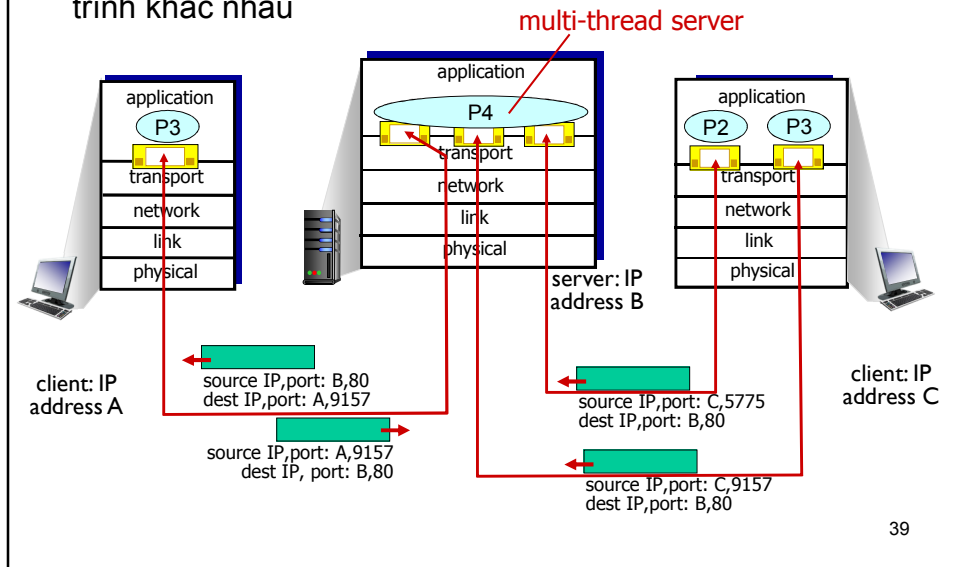 trình khác nhau
multi-thread server
application
P3
transport
network
link
physical
client: IP
address A
application
P4
transport
network
link
physical
server: IP
address B
application
P2 P3
transport
network
link
physical
client: IP
address C
source IP,port: B,80
dest IP,port: A,9157
source IP,port: A,9157
dest IP, port: B,80
source IP,port: C,5775
dest IP,port: B,80
source IP,port: C,9157
dest IP,port: B,80
39